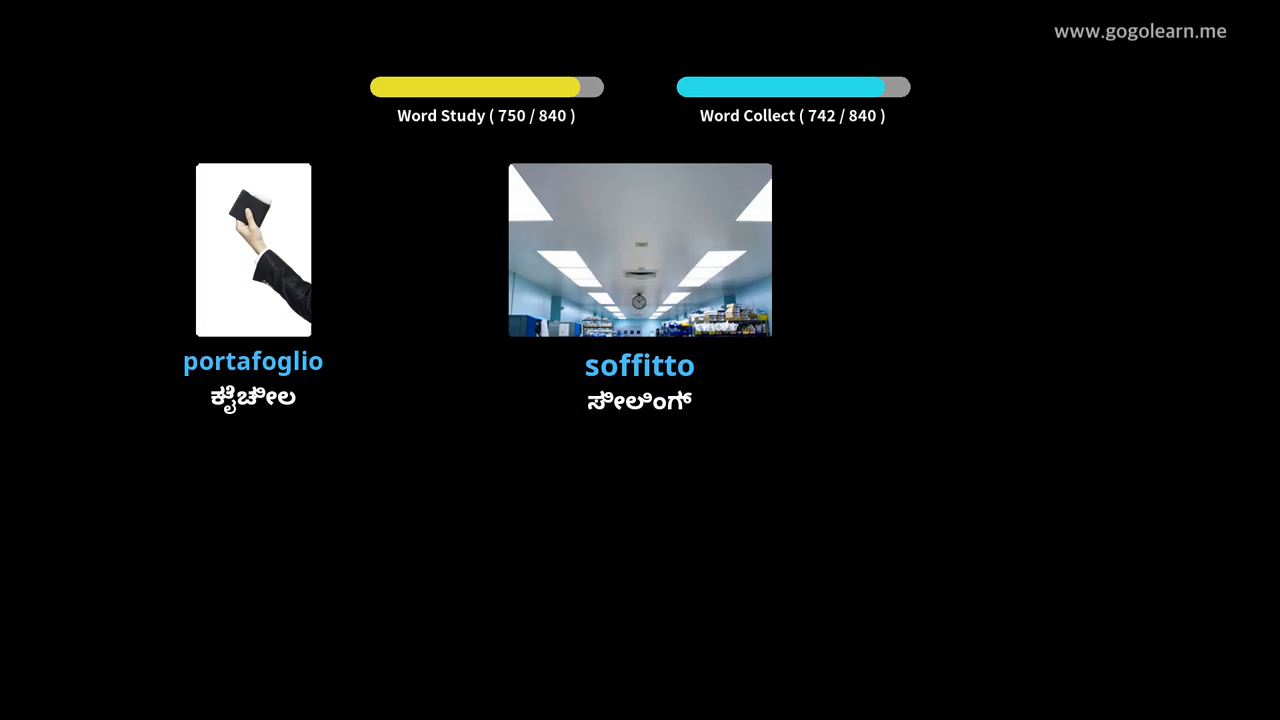 www.gogolearn.me
Word Study ( 750 / 840 )
Word Collect ( 742 / 840 )
portafoglio
ಕೈಚೀಲ
soffitto
ಸೀಲಿಂಗ್